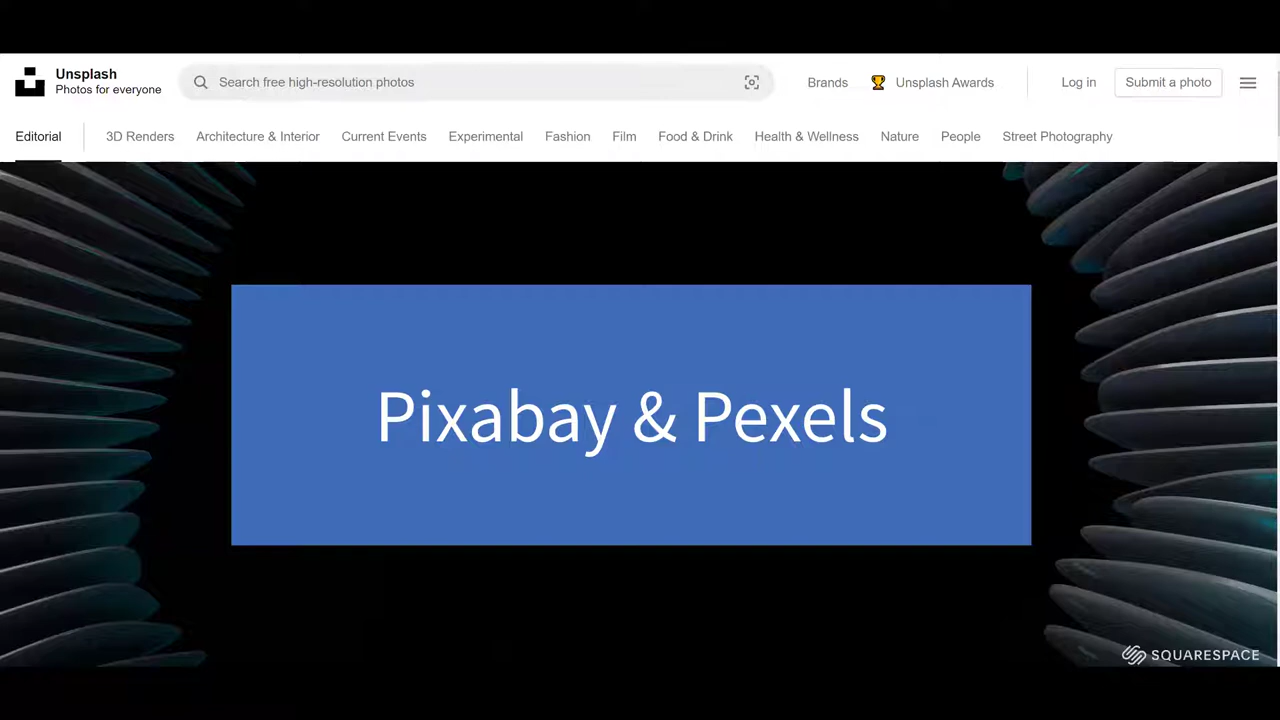 Unsplash
Photos for everyone
Search free high-resolution photos
Brands
Unsplash Awards
Log in
Submit a photo
Editorial
3D Renders
Architecture & Interior
Current Events
Experimental
Fashion
Film
Food & Drink
Health & Wellness
Nature
People
Street Photography
Pixabay & Pexels
SQUARESPACE